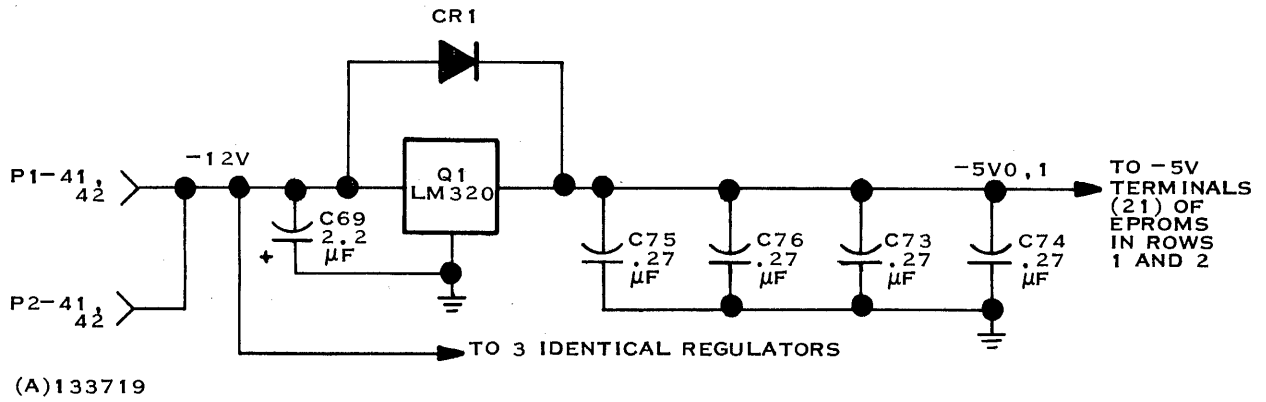 CR1
-12V
P1-41,
42
Q1
LM320
C69
2.2
µF
+
-5V0,1
TO -5V
TERMINALS
(21) OF
EPROMS
IN ROWS
1 AND 2
C75
.27
µF
C76
.27
µF
C73
.27
µF
C74
.27
µF
P2-41,
42
TO 3 IDENTICAL REGULATORS
(A)133719